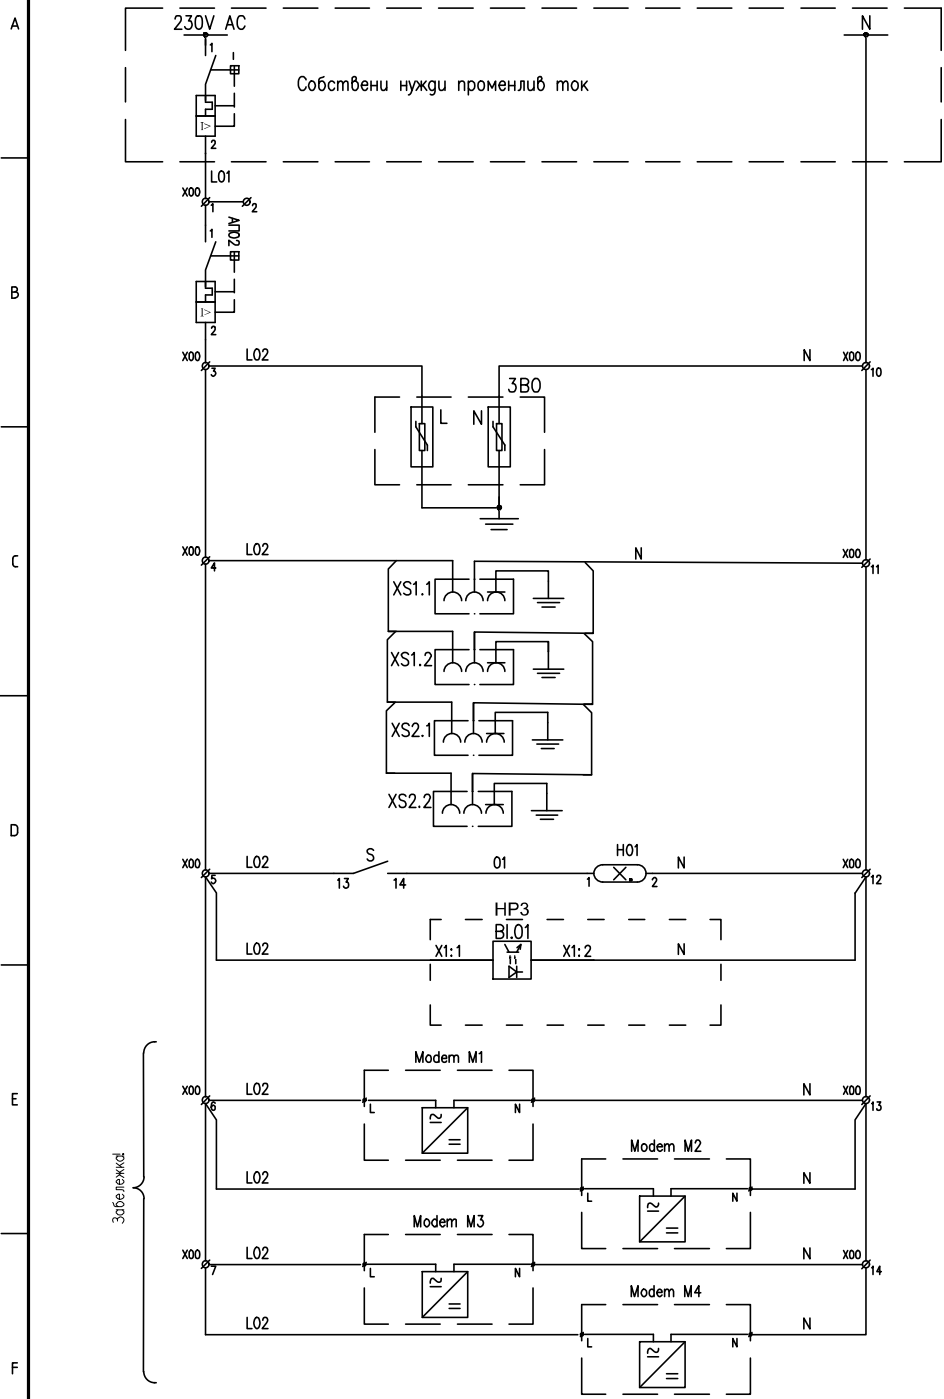 A
230V AC
N
1
I
Собствени нужди променлив ток
I>
2
L01
X00
1
2
АП02
1
B
I>
2
X00
L02
N
X00
3
10
3B0
L
N
X00
L02
N
X00
C
4
11
XS1.1
XS1.2
XS2.1
XS2.2
D
X00
L02
S
01
H01
N
X00
5
13
14
1
2
12
HP3
BI.01
L02
X1:1
X1:2
N
Modem M1
X00
L02
N
X00
E
6
L
N
13
Modem M2
L02
N
L
N
Забележка!
Modem M3
X00
L02
N
X00
7
L
N
14
Modem M4
L02
N
L
N
F